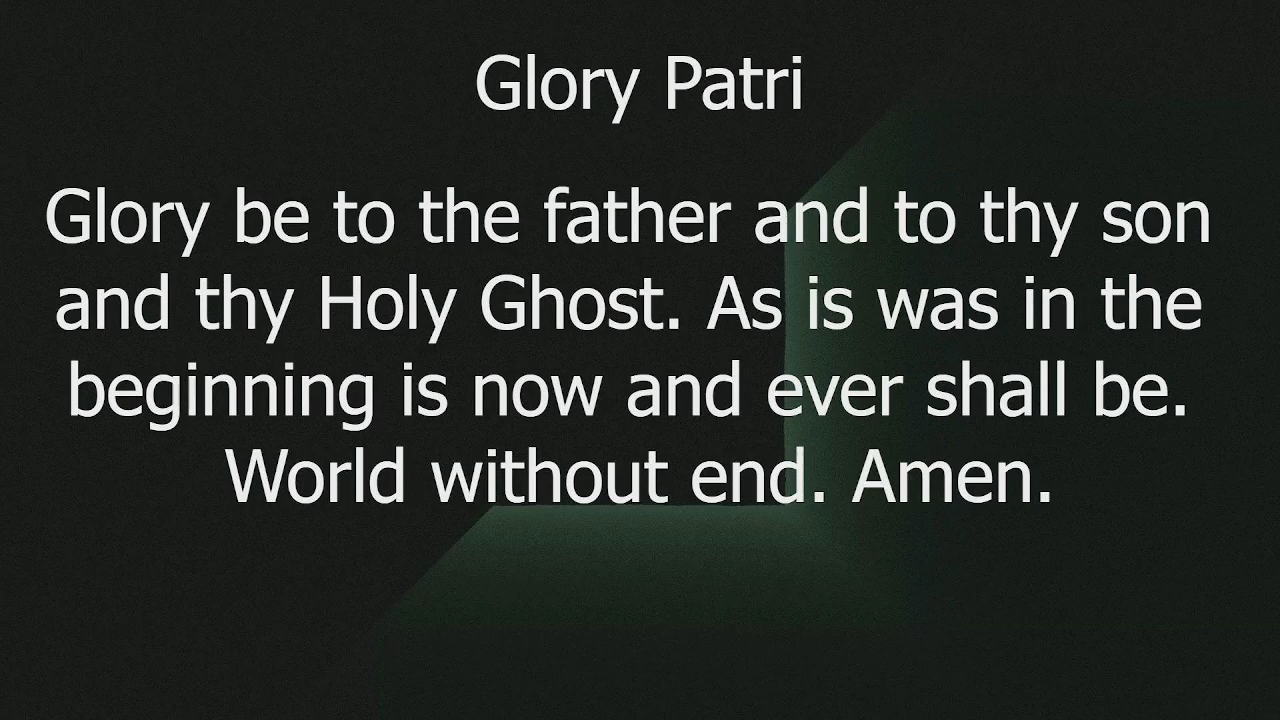 Glory Patri
Glory be to the father and to thy son
and thy Holy Ghost. As is was in the
beginning is now and ever shall be.
World without end. Amen.